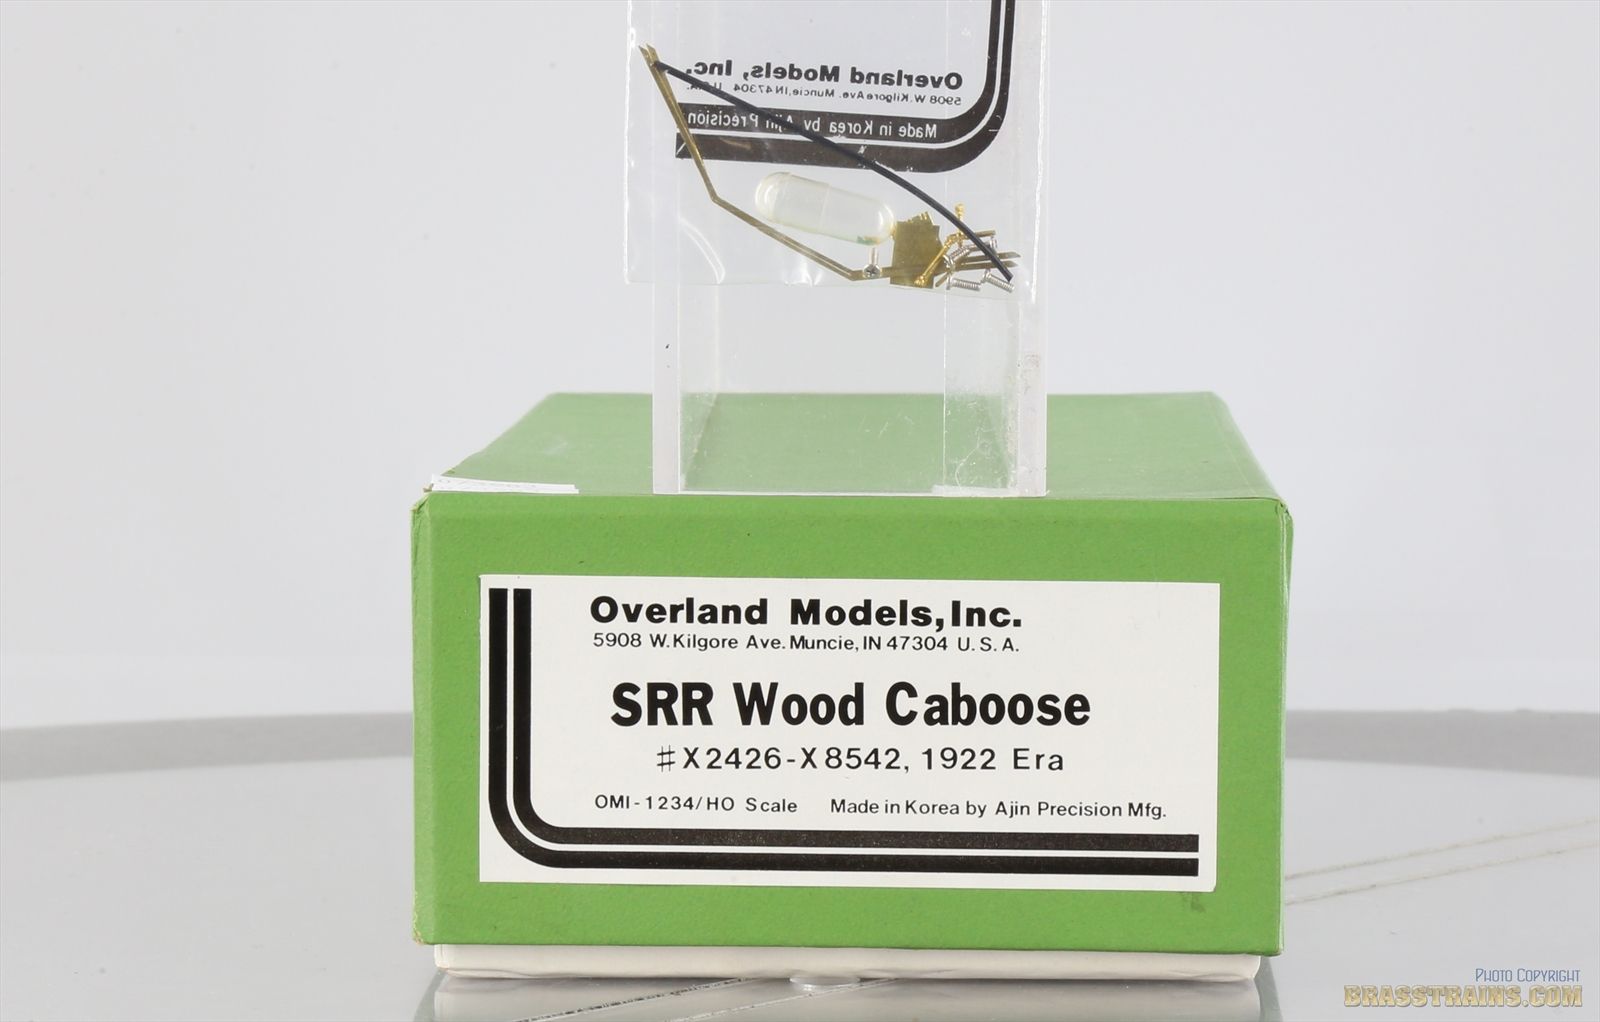 Overland Models, Inc.
5908 W. Kilgore Ave. Muncie, IN 47304 U.S.A.
Made in Korea by Ajin Precision
Overland Models, Inc.
5908 W. Kilgore Ave. Muncie, IN 47304 U.S.A.
SRR Wood Caboose
#X2426-X8542, 1922 Era
OMI-1234/HO Scale Made in Korea by Ajin Precision Mfg.
Photo Copyright
BRASSTRAINS.COM